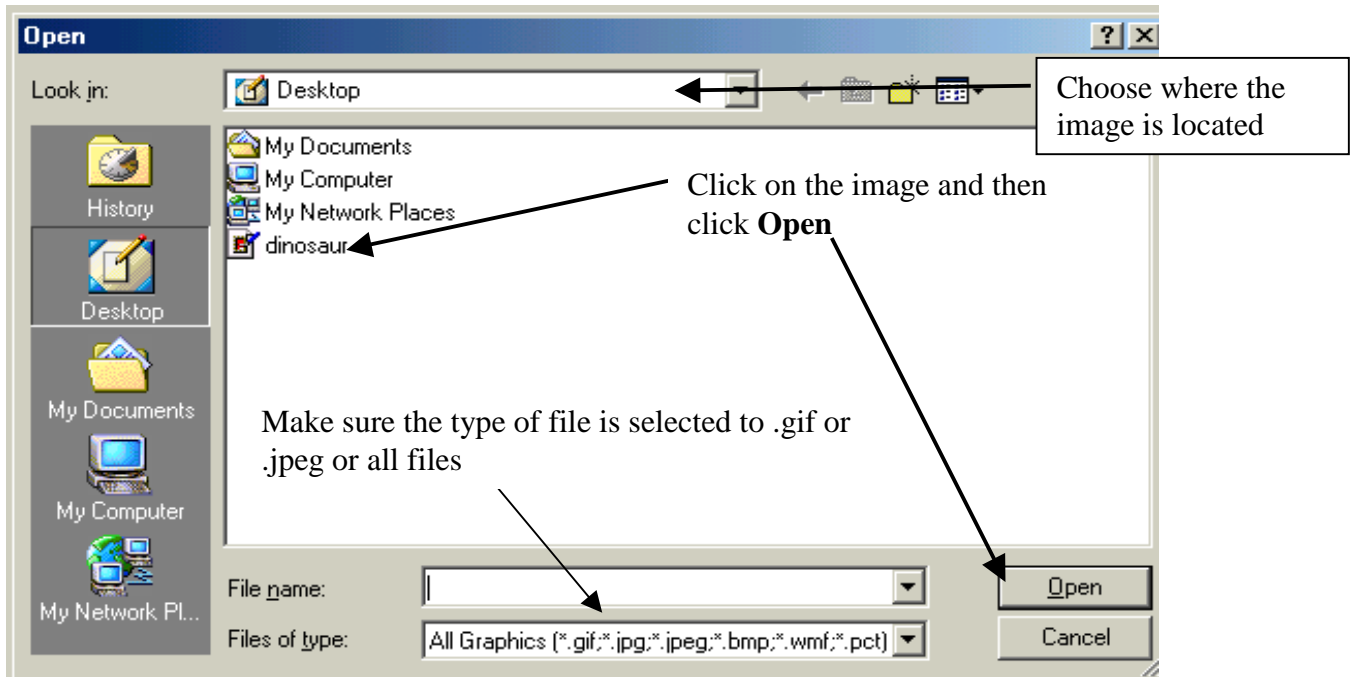 Open
Look in:
Desktop
Choose where the
image is located
History
Desktop
My Documents
My Computer
My Network Pl...
My Documents
My Computer
My Network Places
dinosaur
Click on the image and then
click Open
Make sure the type of file is selected to .gif or
.jpeg or all files
File name:
Open
Files of type:
All Graphics (*.gif;*.jpg;*.jpeg;*.bmp;*.wmf;*.pct)
Cancel